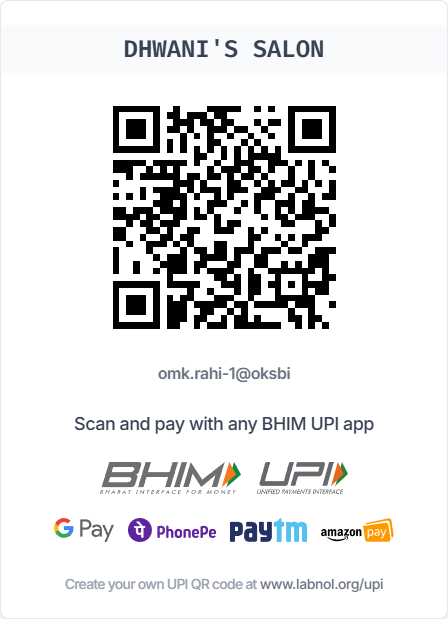 DHWANI'S SALON
omk.rahi-1@oksbi
Scan and pay with any BHIM UPI app
BHIM UPI
BHARAT INTERFACE FOR MONEY UNIFIED PAYMENTS INTERFACE
G Pay PhonePe paytm amazon pay
Create your own UPI QR code at www.labnol.org/upi